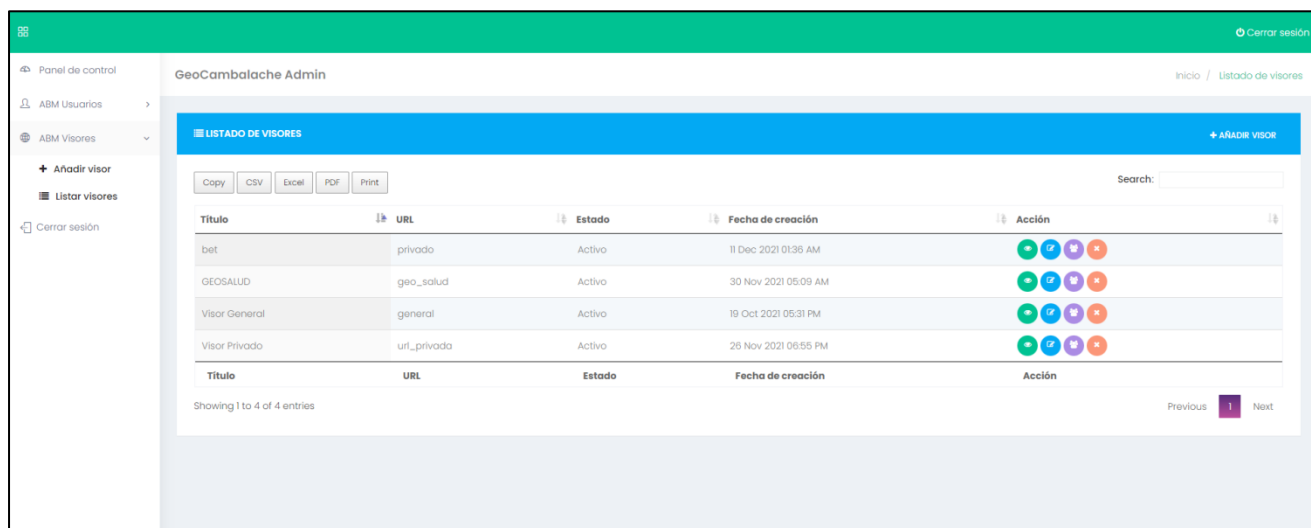 Cerrar sesión
Panel de control
GeoCambalache Admin
Inicio / Listado de visores
ABM Usuarios
ABM Visores
LISTADO DE VISORES
+ AÑADIR VISOR
+ Añadir visor
Listar visores
Cerrar sesión
Copy CSV Excel PDF Print
Search:
Título URL Estado Fecha de creación Acción
bet privado Activo 11 Dec 2021 01:36 AM
GEOSALUD geo_salud Activo 30 Nov 2021 05:09 AM
Visor General general Activo 19 Oct 2021 05:31 PM
Visor Privado url_privada Activo 26 Nov 2021 06:55 PM
Título URL Estado Fecha de creación Acción
Showing 1 to 4 of 4 entries
Previous 1 Next